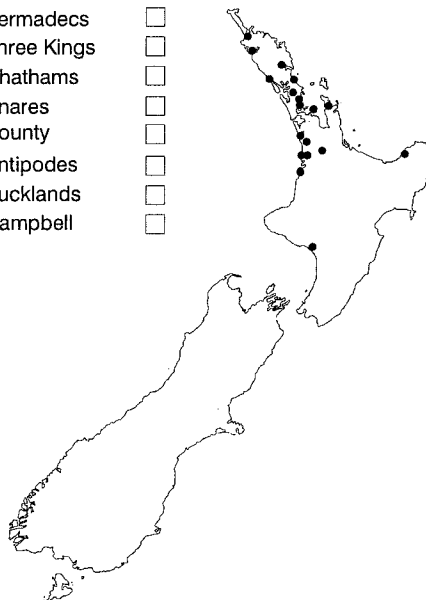 ermadecs
hree Kings
hathams
nares
ounty
ntipodes
ucklands
ampbell